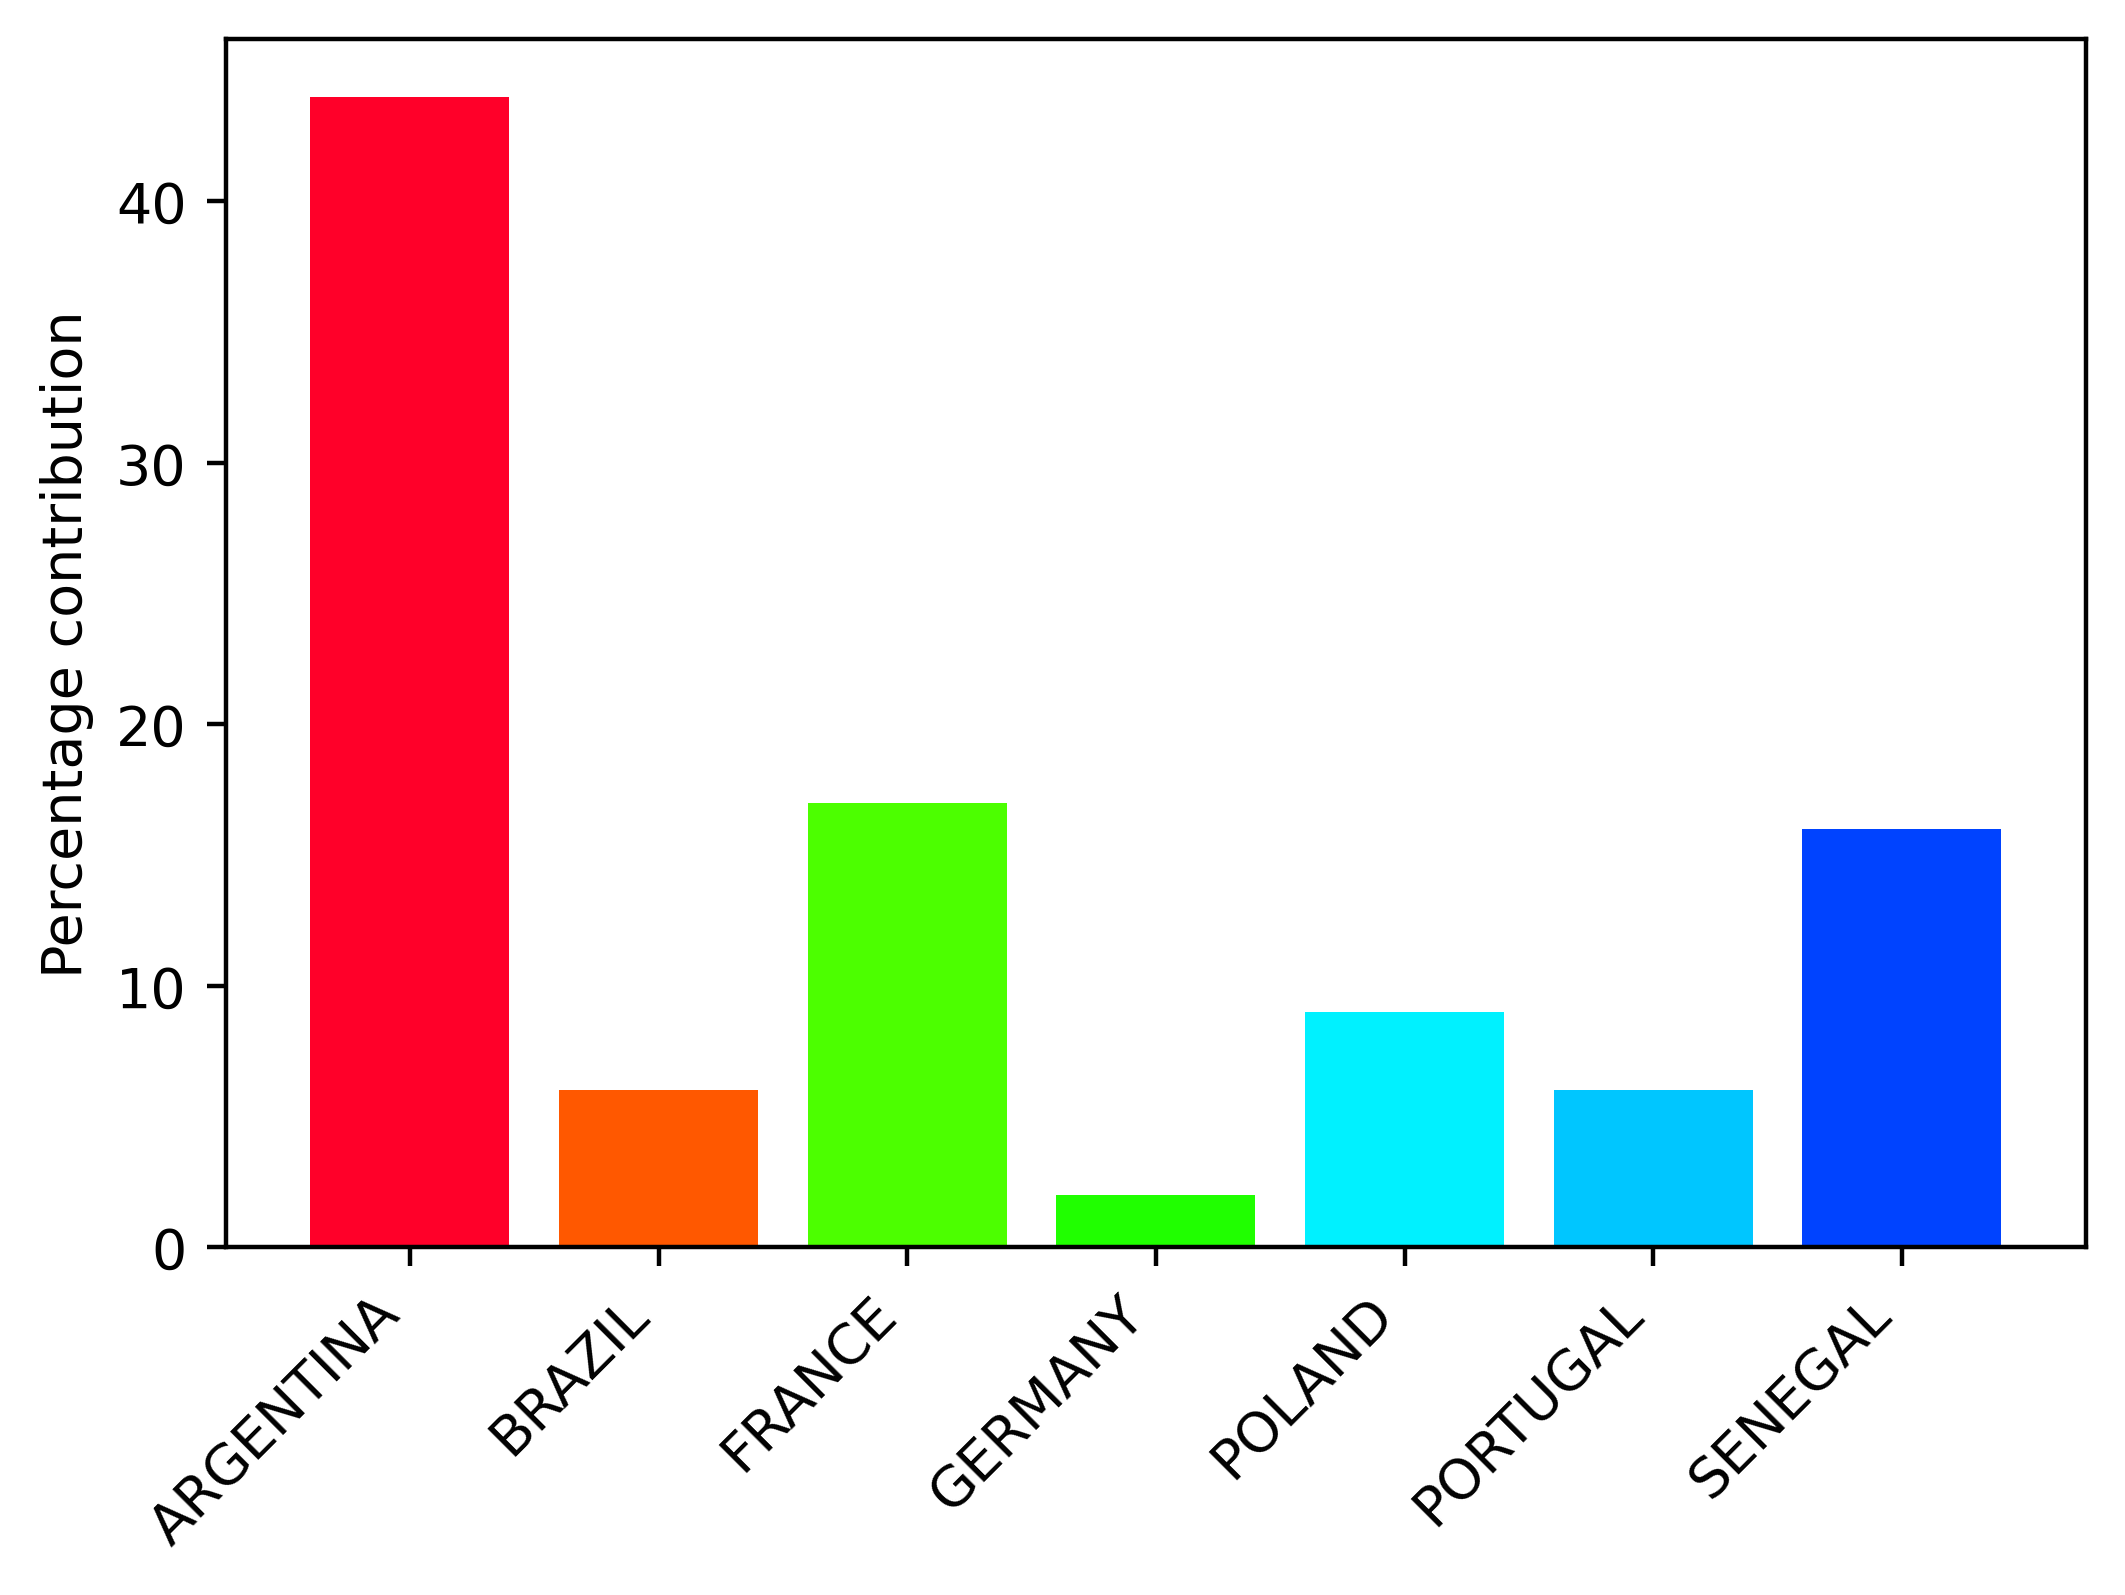 Percentage contribution
40
30
20
10
0
ARGENTINA
BRAZIL
FRANCE
GERMANY
POLAND
PORTUGAL
SENEGAL